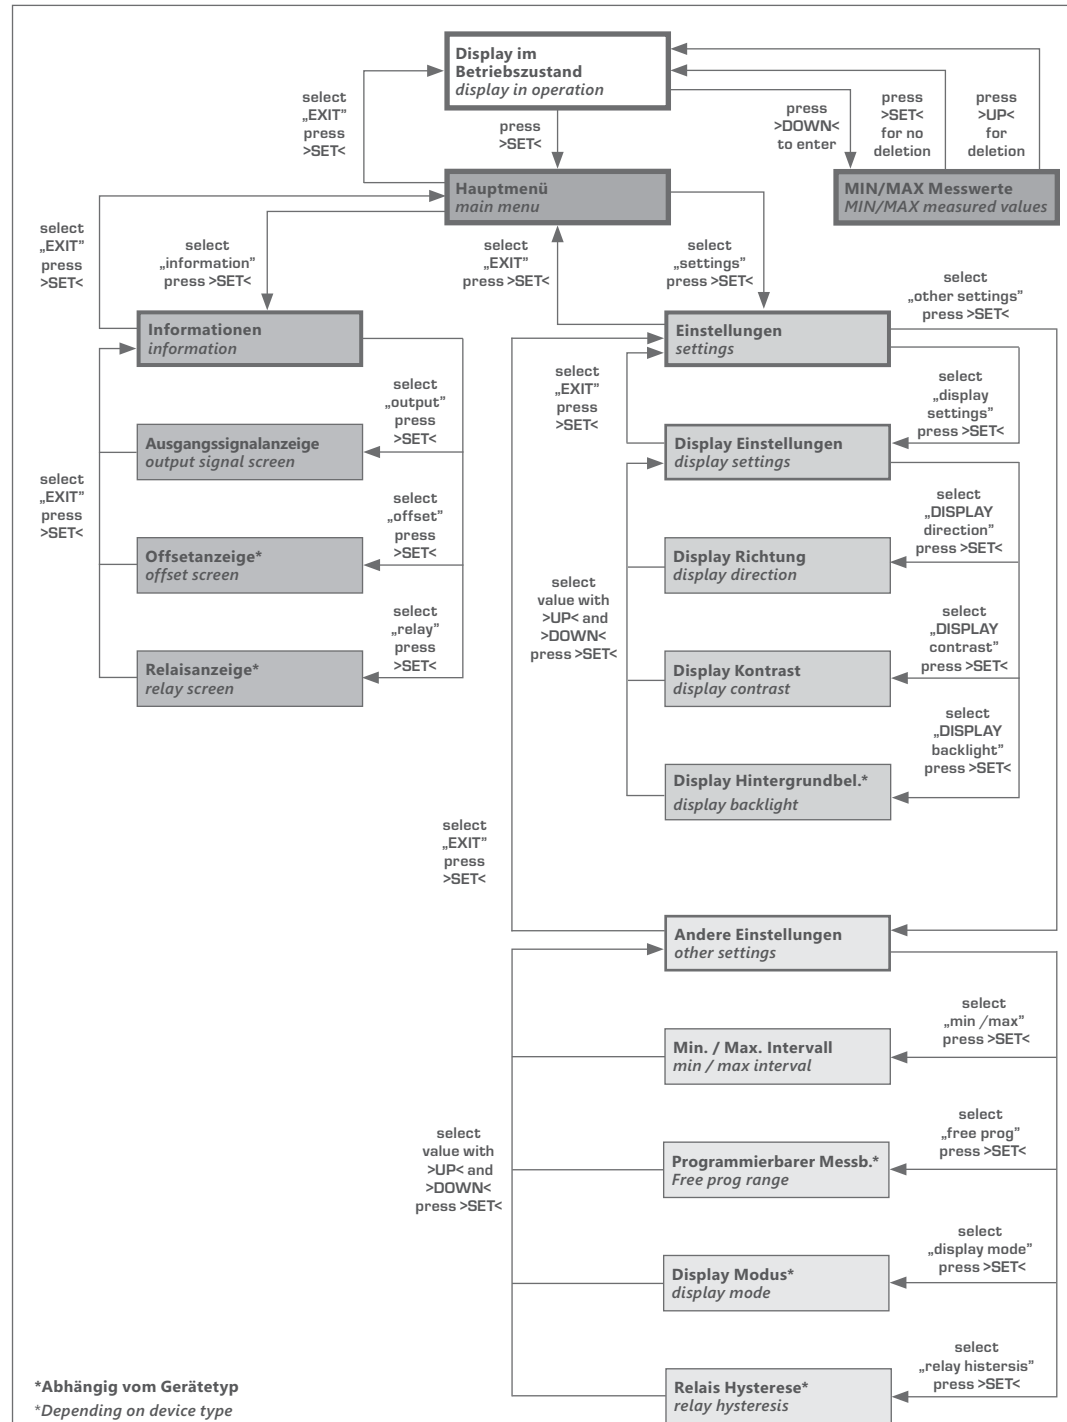 Display im
Betriebszustand
display in operation
select
„EXIT”
press
>SET<
press
>SET<
press
>DOWN<
to enter
press
>SET<
for no
deletion
press
>UP<
for
deletion
Hauptmenü
main menu
MIN/MAX Messwerte
MIN/MAX measured values
select
„EXIT”
press
>SET<
select
„information”
press >SET<
select
„EXIT”
press >SET<
select
„settings”
press >SET<
select
„other settings”
press >SET<
Informationen
information
Einstellungen
settings
select
„output”
press
>SET<
select
„EXIT”
press
>SET<
select
„display
settings”
press >SET<
Ausgangssignalanzeige
output signal screen
Display Einstellungen
display settings
select
„EXIT”
press
>SET<
select
„offset”
press
>SET<
select
„DISPLAY
direction”
press >SET<
Offsetanzeige*
offset screen
Display Richtung
display direction
select
value with
>UP< and
>DOWN<
press >SET<
select
„relay”
press
>SET<
select
„DISPLAY
contrast”
press >SET<
Relaisanzeige*
relay screen
Display Kontrast
display contrast
select
„DISPLAY
backlight”
press >SET<
Display Hintergrundbel.*
display backlight
select
„EXIT”
press
>SET<
Andere Einstellungen
other settings
select
„min /max”
press >SET<
Min. / Max. Intervall
min / max interval
select
value with
>UP< and
>DOWN<
press >SET<
select
„free prog”
press >SET<
Programmierbarer Messb.*
Free prog range
select
„display mode”
press >SET<
Display Modus*
display mode
select
„relay histersis”
press >SET<
Relais Hysterese*
relay hysteresis
*Abhängig vom Gerätetyp
*Depending on device type